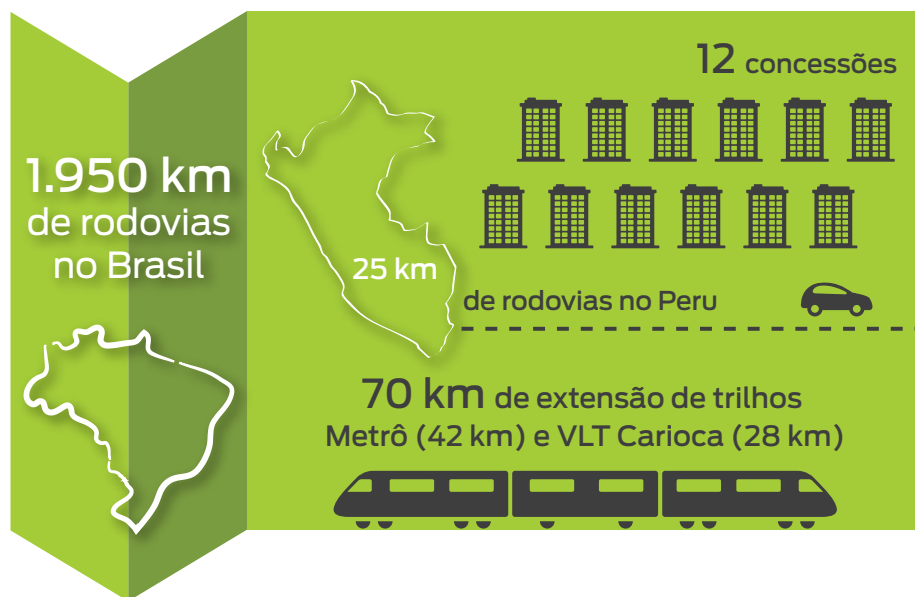 1.950 km
de rodovias
no Brasil
12 concessões
25 km
de rodovias no Peru
70 km de extensão de trilhos
Metrô (42 km) e VLT Carioca (28 km)